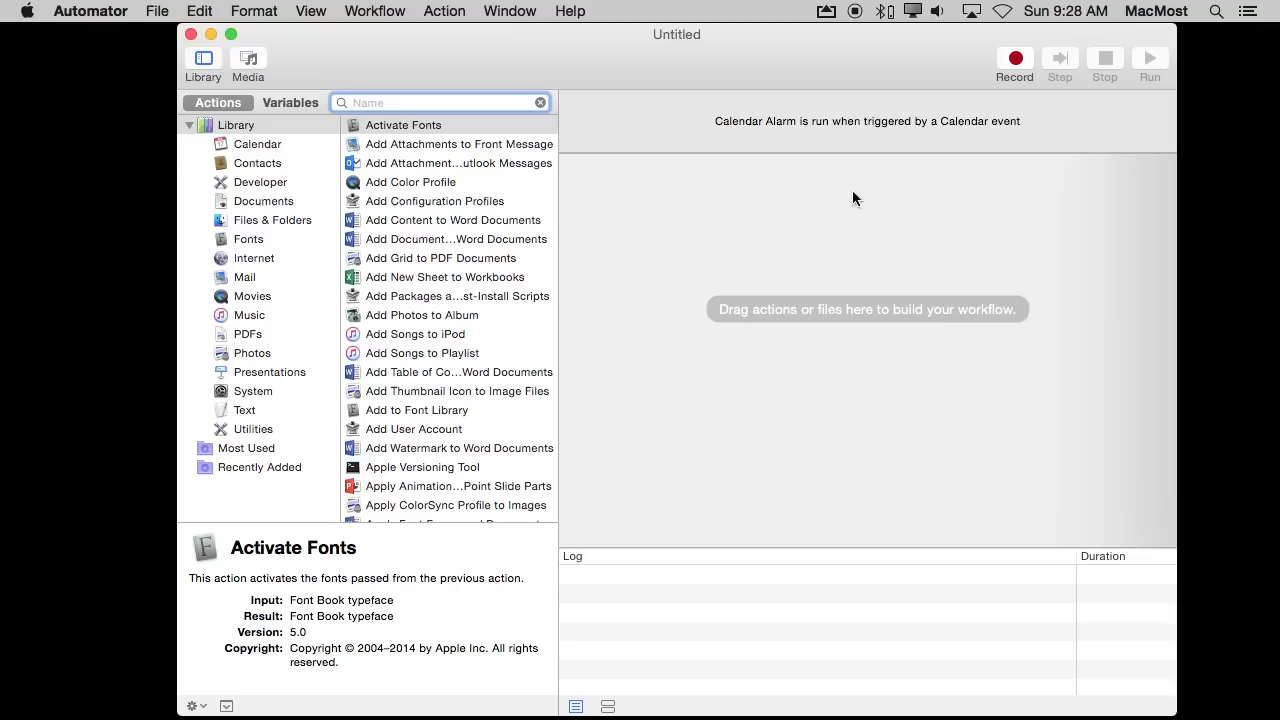 Automator File Edit Format View Workflow Action Window Help Sun 9:28 AM MacMost
Untitled
Library Media Record Step Stop Run
Actions Variables Name
Library
Calendar
Contacts
Developer
Documents
Files & Folders
Fonts
Internet
Mail
Movies
Music
PDFs
Photos
Presentations
System
Text
Utilities
Most Used
Recently Added
Activate Fonts
Add Attachments to Front Message
Add Attachment...utlook Messages
Add Color Profile
Add Configuration Profiles
Add Content to Word Documents
Add Document...Word Documents
Add Grid to PDF Documents
Add New Sheet to Workbooks
Add Packages a...st-Install Scripts
Add Photos to Album
Add Songs to iPod
Add Songs to Playlist
Add Table of Co...Word Documents
Add Thumbnail Icon to Image Files
Add to Font Library
Add User Account
Add Watermark to Word Documents
Apple Versioning Tool
Apply Animation...Point Slide Parts
Apply ColorSync Profile to Images
Calendar Alarm is run when triggered by a Calendar event
Drag actions or files here to build your workflow.
Activate Fonts
This action activates the fonts passed from the previous action.
Input: Font Book typeface
Result: Font Book typeface
Version: 5.0
Copyright: Copyright © 2004–2014 by Apple Inc. All rights
reserved.
Log Duration